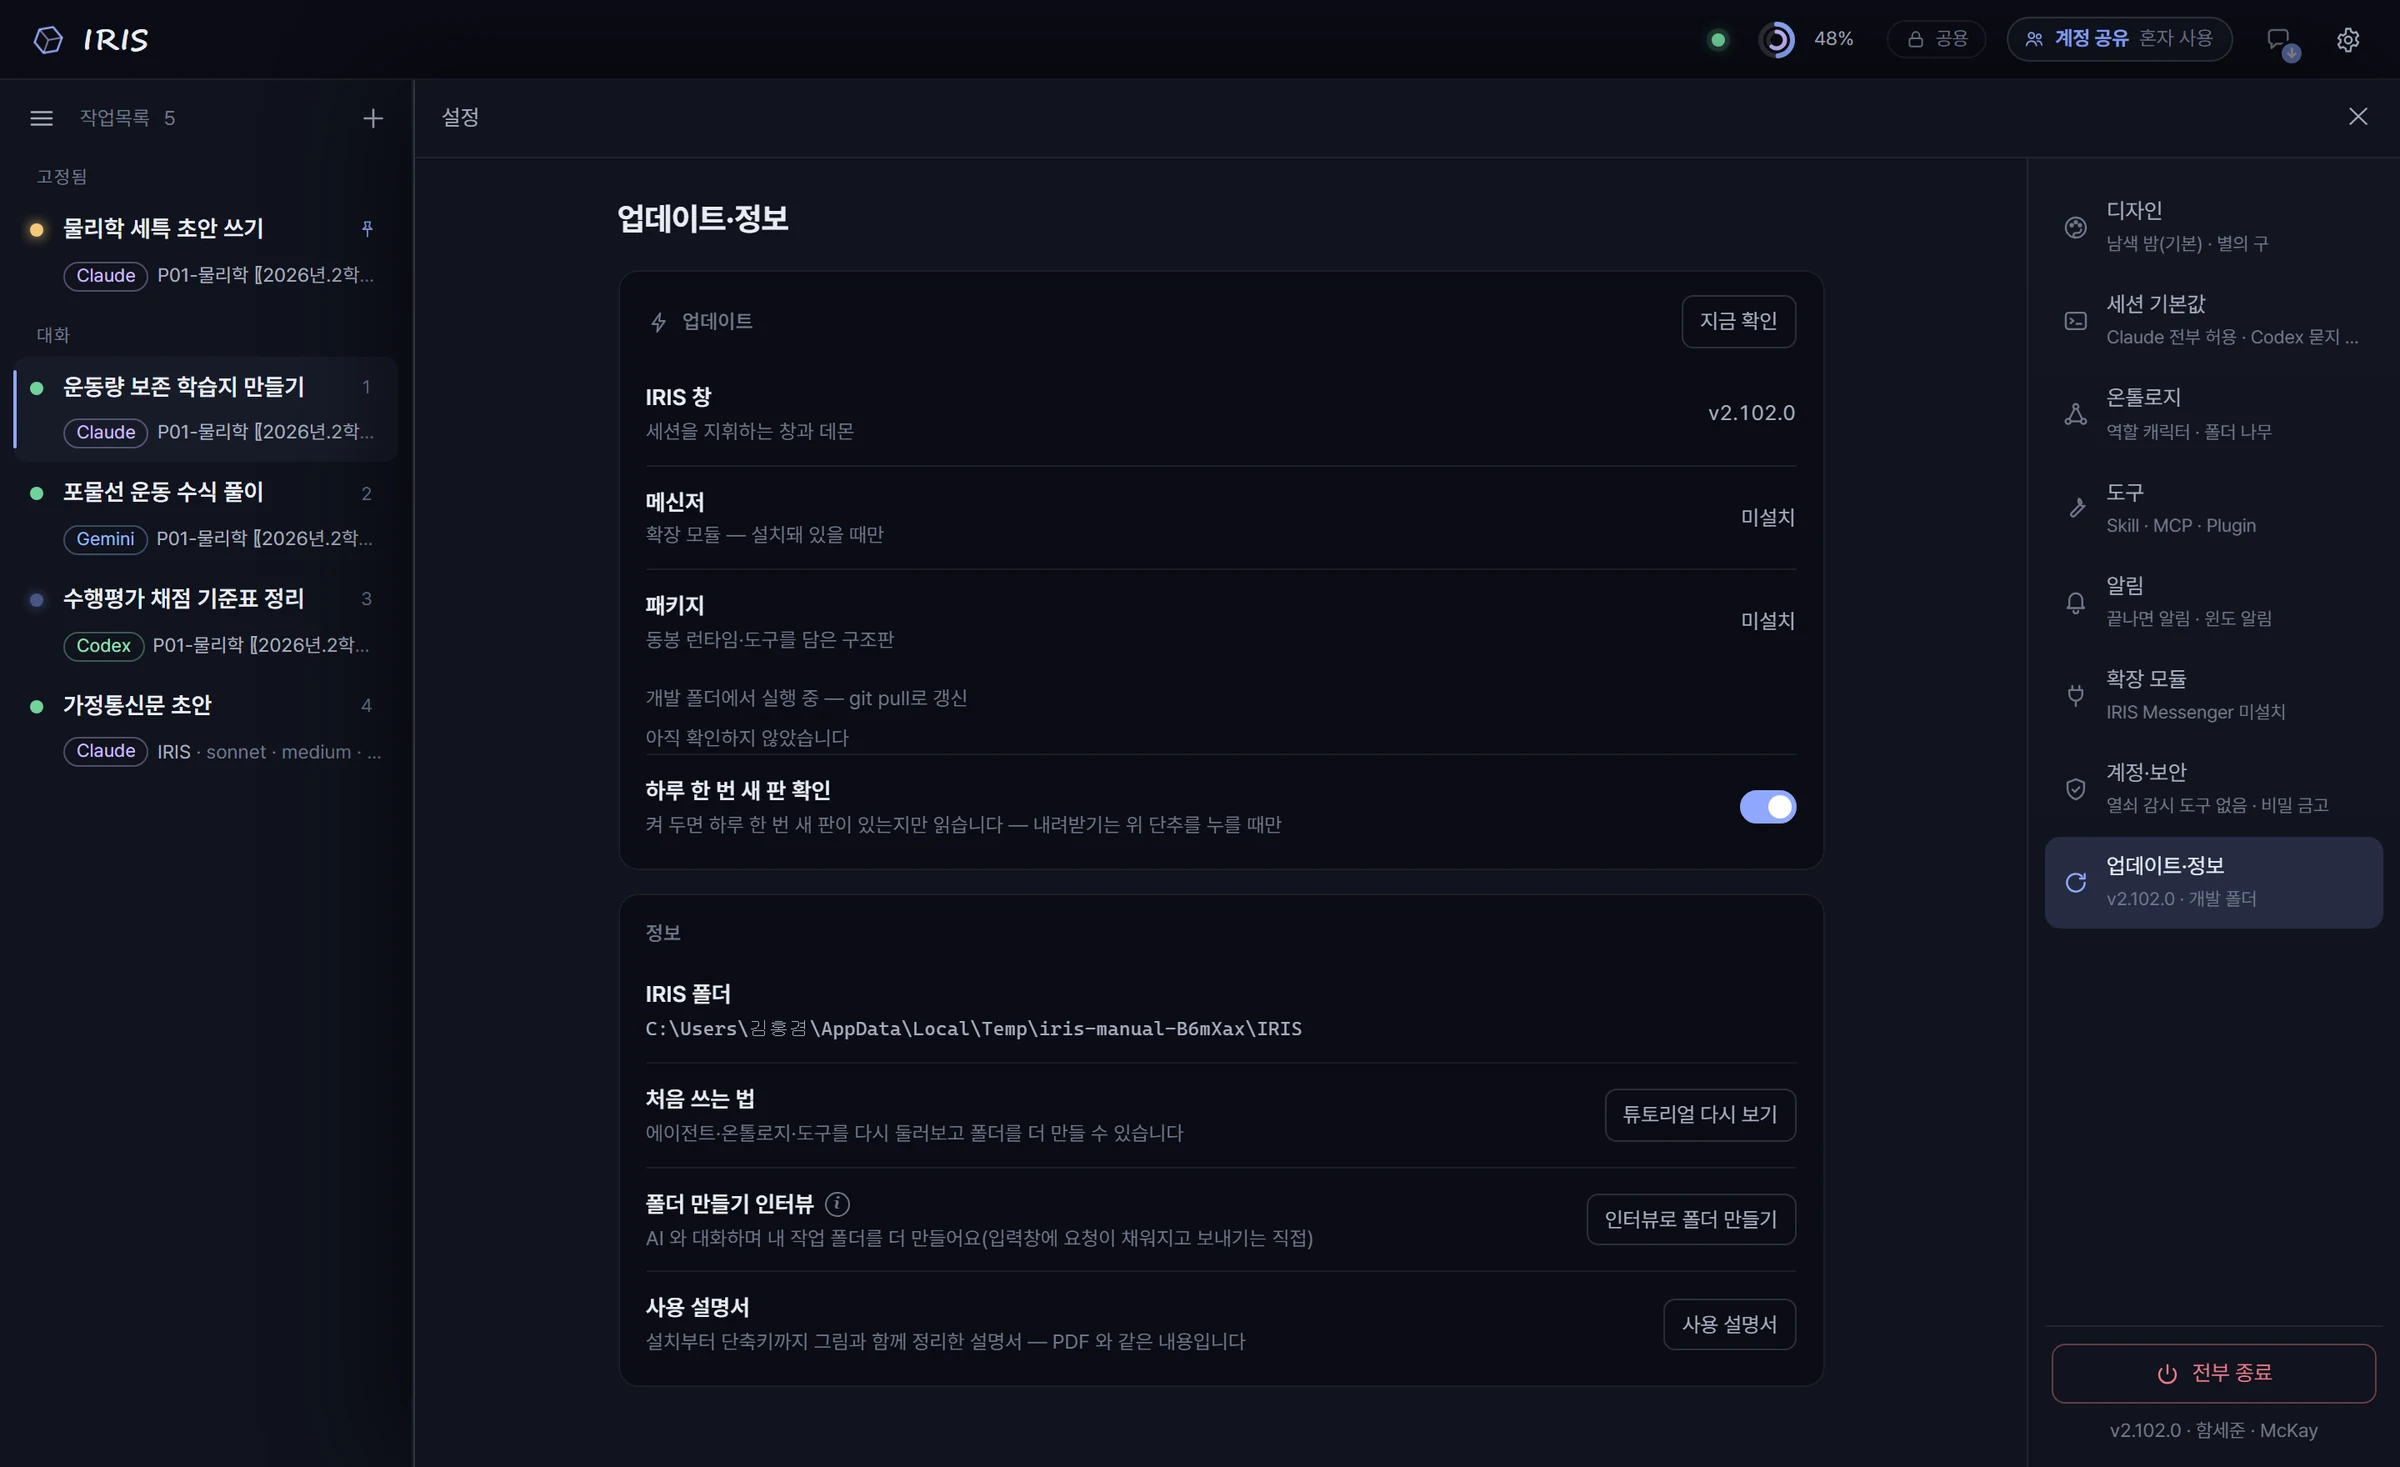 IRIS
48%
공용
계정 공유 혼자 사용
작업목록 5
고정됨
물리학 세특 초안 쓰기
Claude P01-물리학 〖2026년.2학...
대화
운동량 보존 학습지 만들기 1
Claude P01-물리학 〖2026년.2학...
포물선 운동 수식 풀이 2
Gemini P01-물리학 〖2026년.2학...
수행평가 채점 기준표 정리 3
Codex P01-물리학 〖2026년.2학...
가정통신문 초안 4
Claude IRIS · sonnet · medium · ...
설정
업데이트·정보
업데이트
지금 확인
IRIS 창
세션을 지휘하는 창과 데몬
v2.102.0
메신저
확장 모듈 — 설치돼 있을 때만
미설치
패키지
동봉 런타임·도구를 담은 구조판
미설치
개발 폴더에서 실행 중 — git pull로 갱신
아직 확인하지 않았습니다
하루 한 번 새 판 확인
켜 두면 하루 한 번 새 판이 있는지만 읽습니다 — 내려받기는 위 단추를 누를 때만
정보
IRIS 폴더
C:\Users\김홍겸\AppData\Local\Temp\iris-manual-B6mXax\IRIS
처음 쓰는 법
에이전트·온톨로지·도구를 다시 둘러보고 폴더를 더 만들 수 있습니다
튜토리얼 다시 보기
폴더 만들기 인터뷰
AI 와 대화하며 내 작업 폴더를 더 만들어요(입력창에 요청이 채워지고 보내기는 직접)
인터뷰로 폴더 만들기
사용 설명서
설치부터 단축키까지 그림과 함께 정리한 설명서 — PDF 와 같은 내용입니다
사용 설명서
디자인
남색 밤(기본) · 별의 구
세션 기본값
Claude 전부 허용 · Codex 묻지 ...
온톨로지
역할 캐릭터 · 폴더 나무
도구
Skill · MCP · Plugin
알림
끝나면 알림 · 윈도 알림
확장 모듈
IRIS Messenger 미설치
계정·보안
열쇠 감시 도구 없음 · 비밀 금고
업데이트·정보
v2.102.0 · 개발 폴더
전부 종료
v2.102.0 · 함세준 · McKay